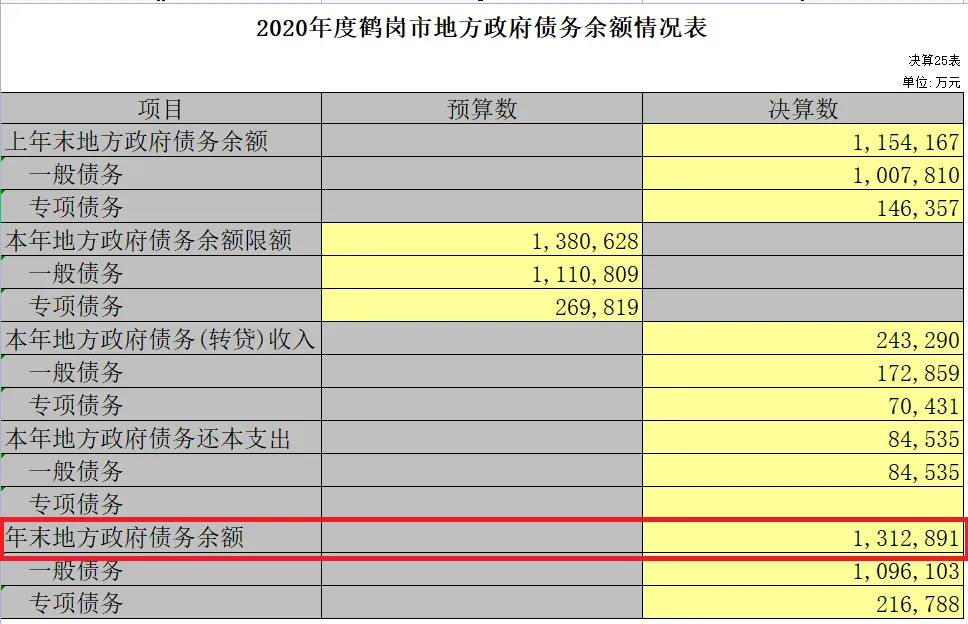 2020年度鹤岗市地方政府债务余额情况表
决算25表
单位:万元
项目 预算数 决算数
上年末地方政府债务余额 1,154,167
一般债务 1,007,810
专项债务 146,357
本年地方政府债务余额限额 1,380,628
一般债务 1,110,809
专项债务 269,819
本年地方政府债务(转贷)收入 243,290
一般债务 172,859
专项债务 70,431
本年地方政府债务还本支出 84,535
一般债务 84,535
专项债务
年末地方政府债务余额 1,312,891
一般债务 1,096,103
专项债务 216,788